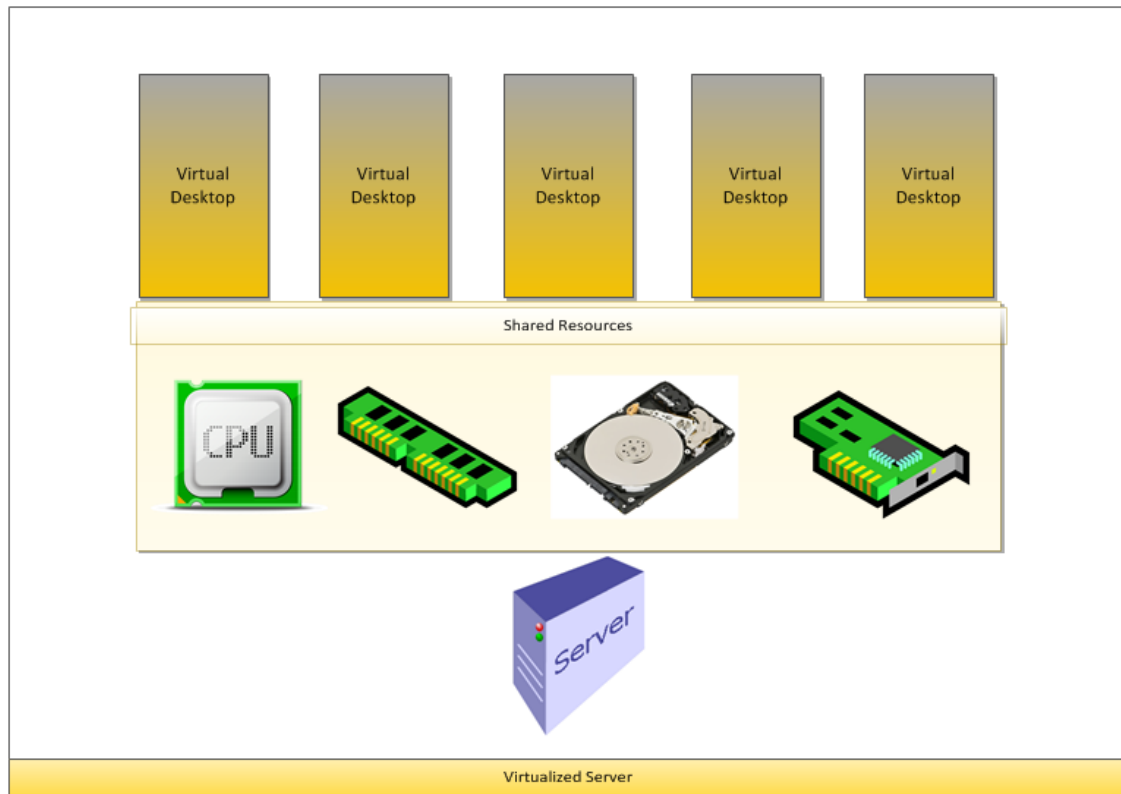 Virtual
Desktop
Virtual
Desktop
Virtual
Desktop
Virtual
Desktop
Virtual
Desktop
Shared Resources
CPU
Server
Virtualized Server